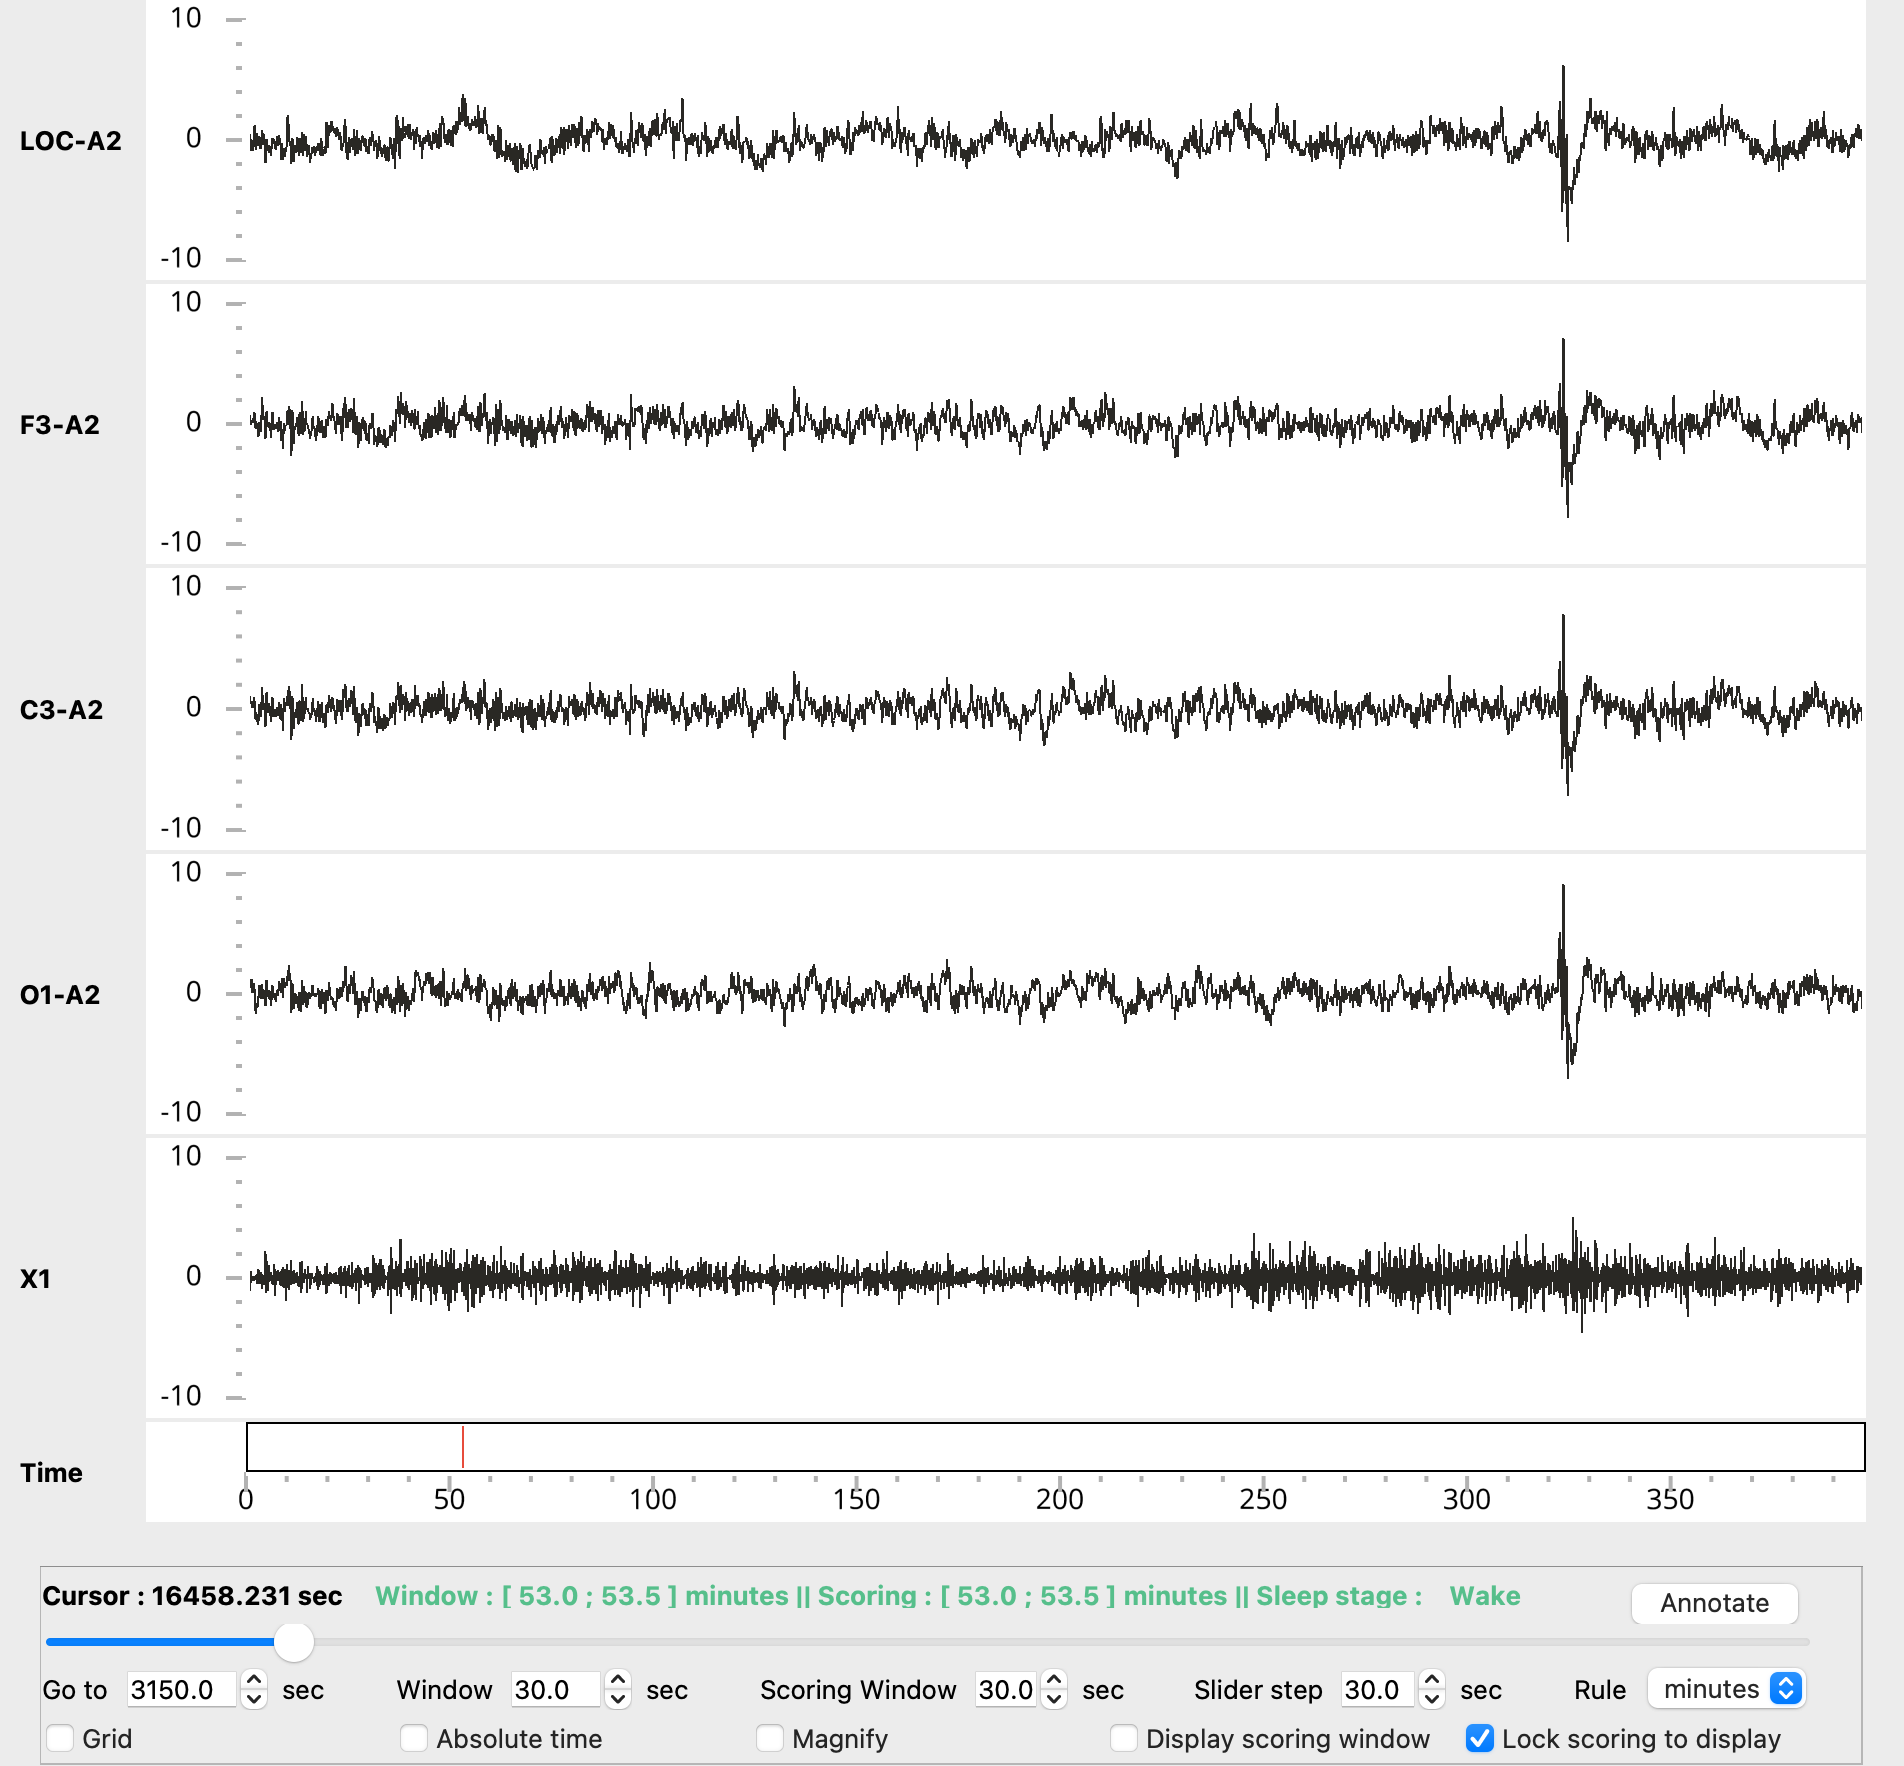 10
LOC-A2 0
-10
10
F3-A2 0
-10
10
C3-A2 0
-10
10
O1-A2 0
-10
10
X1 0
-10
Time
0 50 100 150 200 250 300 350
Cursor : 16458.231 sec Window : [ 53.0 ; 53.5 ] minutes || Scoring : [ 53.0 ; 53.5 ] minutes || Sleep stage : Wake Annotate
Go to 3150.0 sec Window 30.0 sec Scoring Window 30.0 sec Slider step 30.0 sec Rule minutes
Grid Absolute time Magnify Display scoring window Lock scoring to display